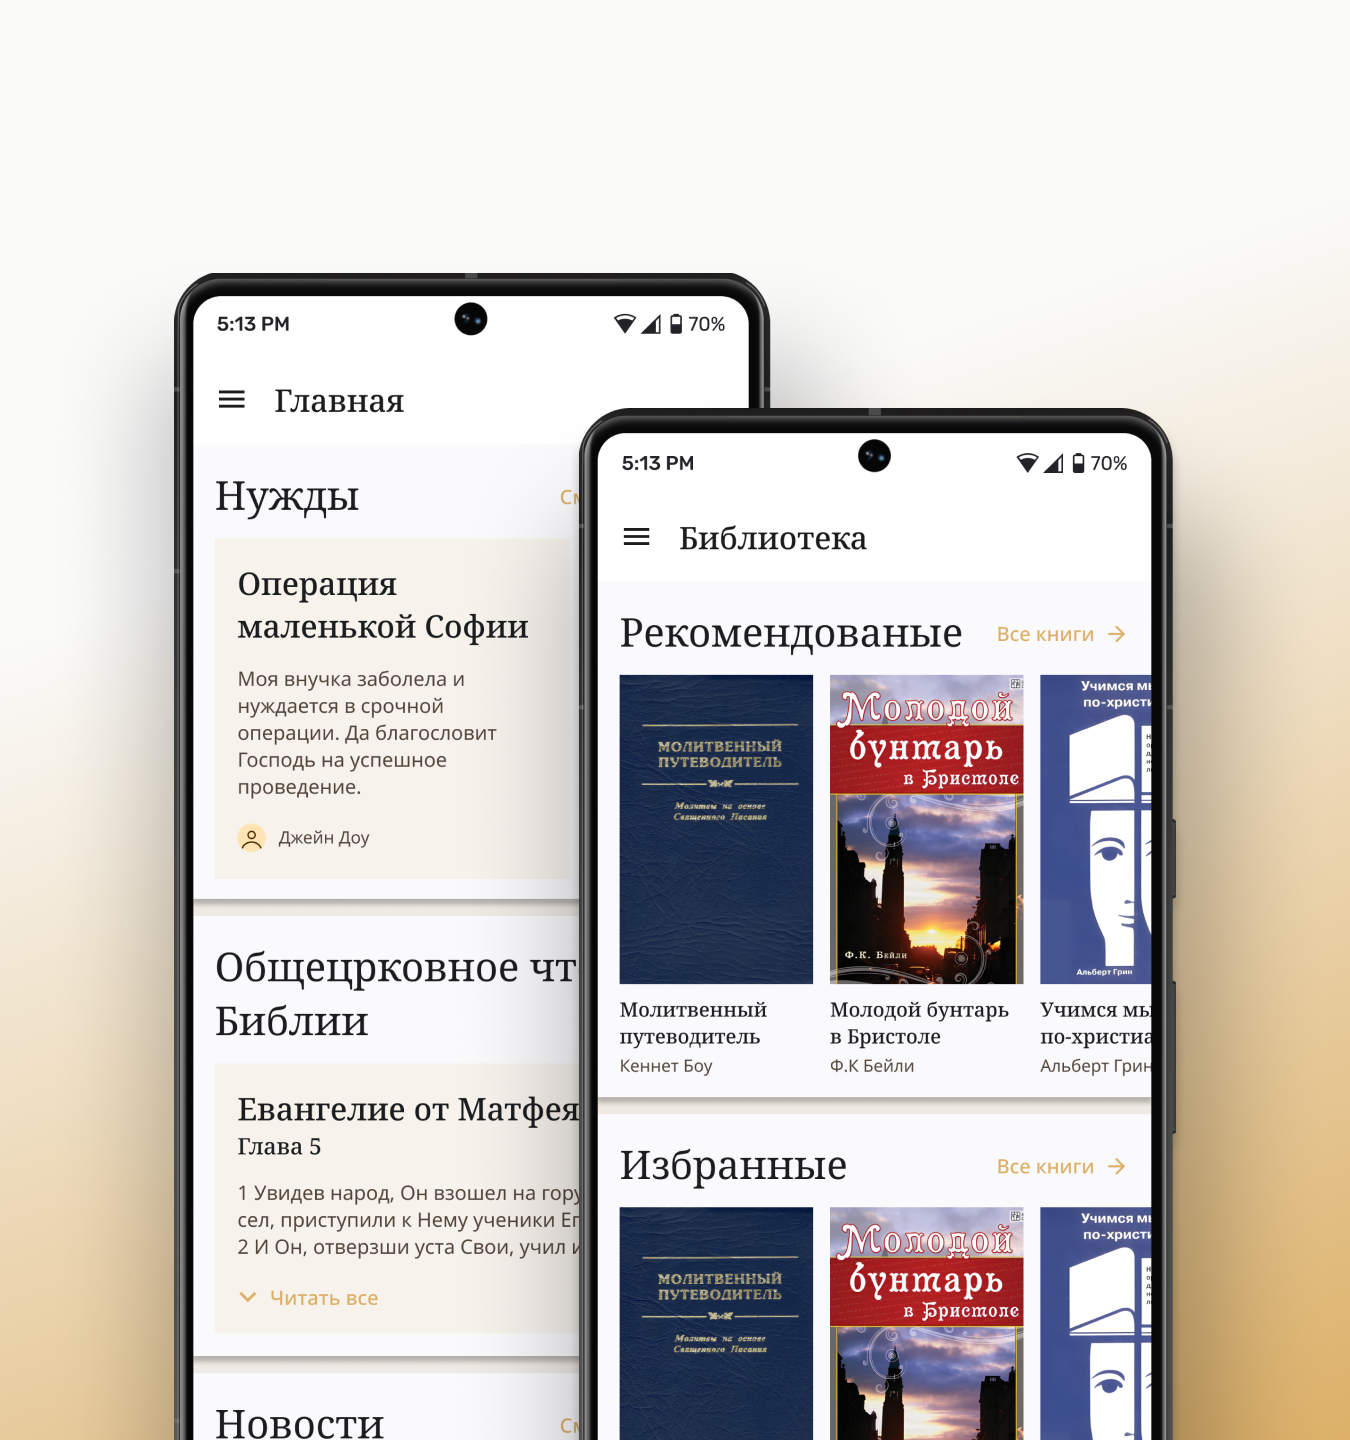 5:13 PM
70%
Главная
Нужды
Операция
маленькой Софии
Моя внучка заболела и
нуждается в срочной
операции. Да благословит
Господь на успешное
проведение.
Джейн Доу
Общецрковное чт
Библии
Евангелие от Матфея
Глава 5
1 Увидев народ, Он взошел на гору
сел, приступили к Нему ученики Ег
2 И Он, отверзши уста Свои, учил и
Читать все
Новости
5:13 PM
70%
Библиотека
Рекомендованые
Все книги
МОЛИТВЕННЫЙ
ПУТЕВОДИТЕЛЬ
Молитвы на основе
Священного Писания
Молодой
бунтарь
в Бристоле
Ф.К. Бейли
Учимся мы
по-христи
Альберт Грин
Молитвенный
путеводитель
Кеннет Боу
Молодой бунтарь
в Бристоле
Ф.К Бейли
Учимся мы
по-христиа
Альберт Грин
Избранные
Все книги
МОЛИТВЕННЫЙ
ПУТЕВОДИТЕЛЬ
Молитвы на основе
Священного Писания
Молодой
бунтарь
в Бристоле
Учимся мы
по-христи